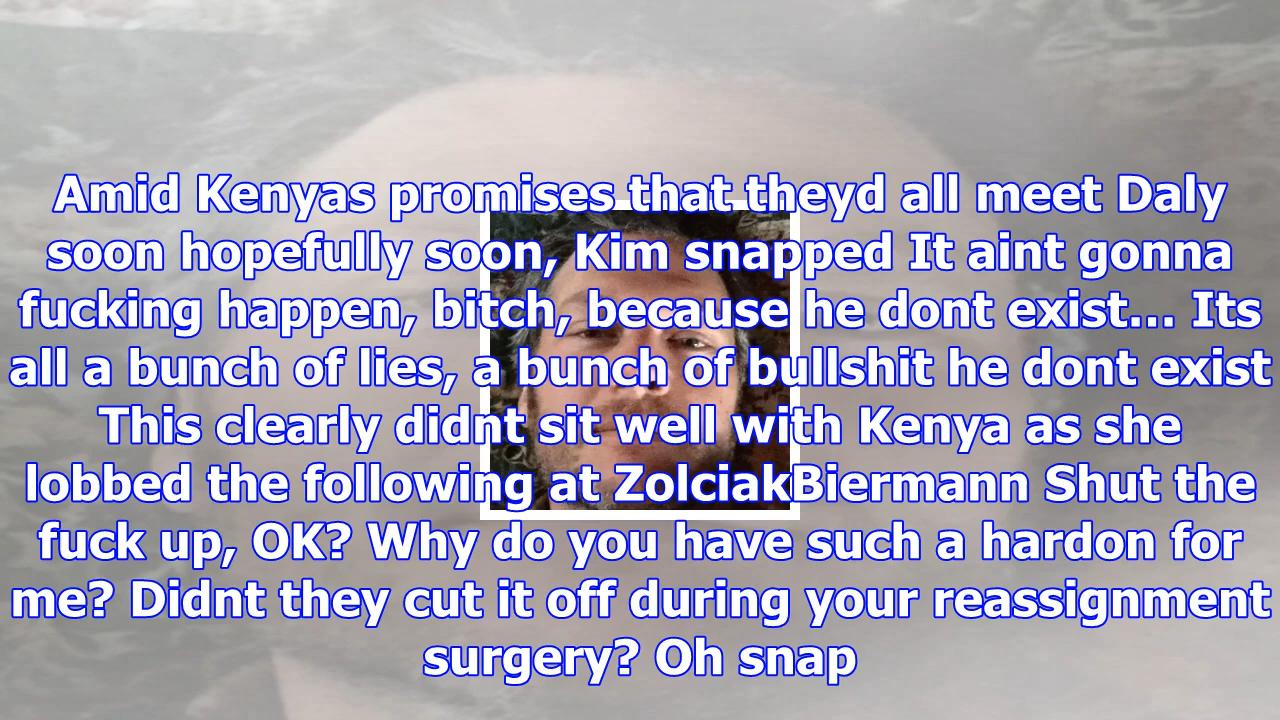 Amid Kenyas promises that theyd all meet Daly
soon hopefully soon, Kim snapped It aint gonna
fucking happen, bitch, because he dont exist... Its
all a bunch of lies, a bunch of bullshit he dont exist
This clearly didnt sit well with Kenya as she
lobbed the following at ZolciakBiermann Shut the
fuck up, OK? Why do you have such a hardon for
me? Didnt they cut it off during your reassignment
surgery? Oh snap